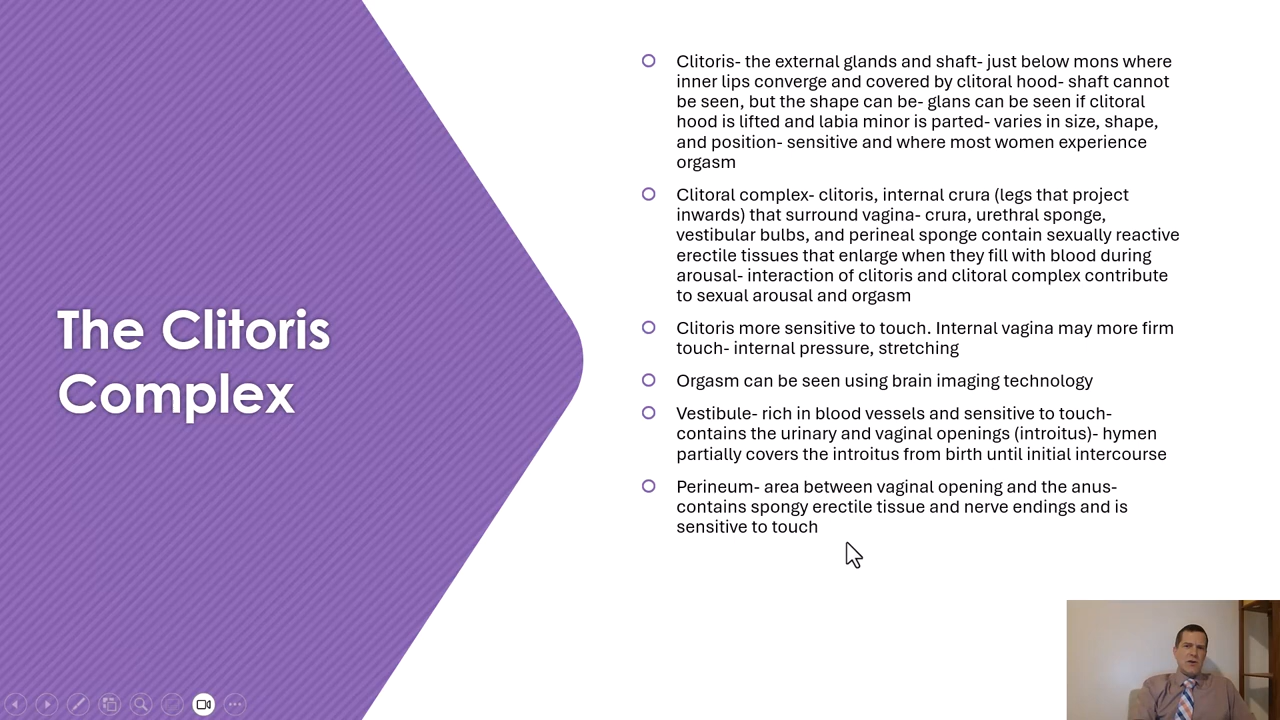 The Clitoris
Complex
Clitoris- the external glands and shaft- just below mons where
inner lips converge and covered by clitoral hood- shaft cannot
be seen, but the shape can be- glans can be seen if clitoral
hood is lifted and labia minor is parted- varies in size, shape,
and position- sensitive and where most women experience
orgasm
Clitoral complex- clitoris, internal crura (legs that project
inwards) that surround vagina- crura, urethral sponge,
vestibular bulbs, and perineal sponge contain sexually reactive
erectile tissues that enlarge when they fill with blood during
arousal- interaction of clitoris and clitoral complex contribute
to sexual arousal and orgasm
Clitoris more sensitive to touch. Internal vagina may more firm
touch- internal pressure, stretching
Orgasm can be seen using brain imaging technology
Vestibule- rich in blood vessels and sensitive to touch-
contains the urinary and vaginal openings (introitus)- hymen
partially covers the introitus from birth until initial intercourse
Perineum- area between vaginal opening and the anus-
contains spongy erectile tissue and nerve endings and is
sensitive to touch